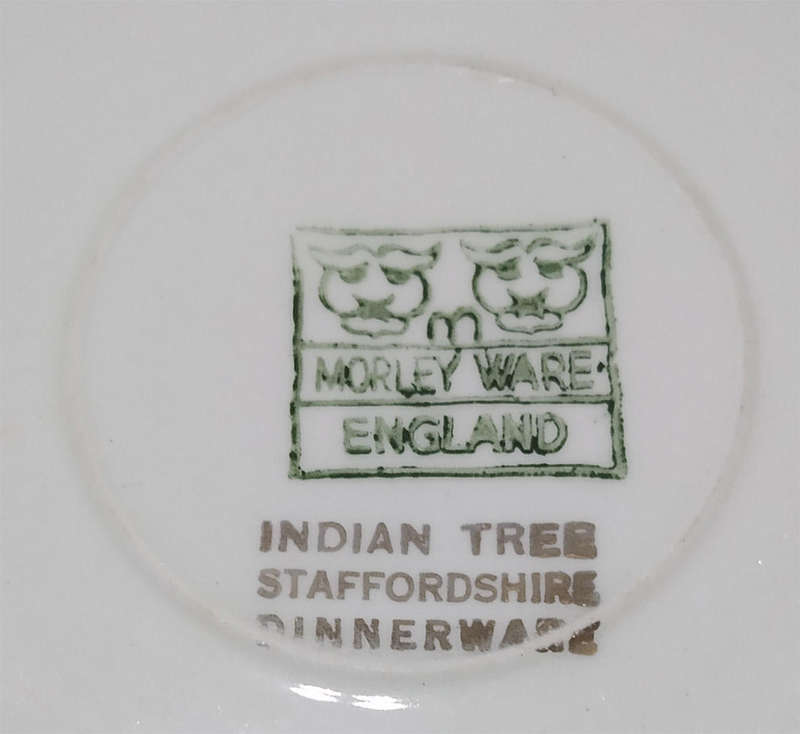 m
MORLEY WARE
ENGLAND
INDIAN TREE
STAFFORDSHIRE
DINNERWARE